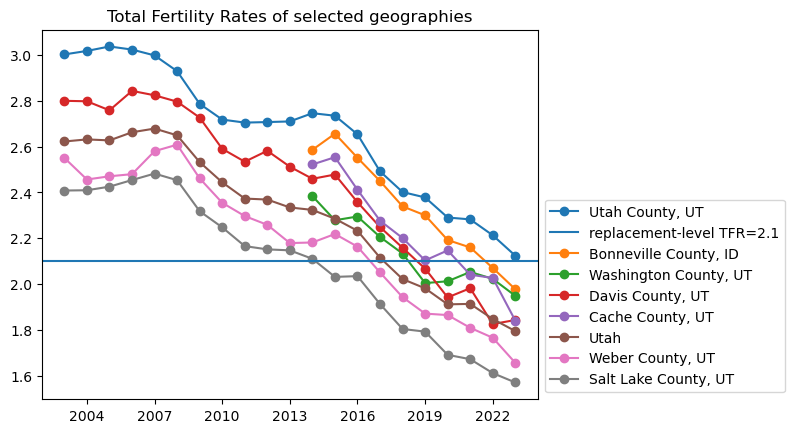 Total Fertility Rates of selected geographies
3.0
2.8
2.6
2.4
2.2
2.0
1.8
1.6
2004 2007 2010 2013 2016 2019 2022
Utah County, UT
replacement-level TFR=2.1
Bonneville County, ID
Washington County, UT
Davis County, UT
Cache County, UT
Utah
Weber County, UT
Salt Lake County, UT